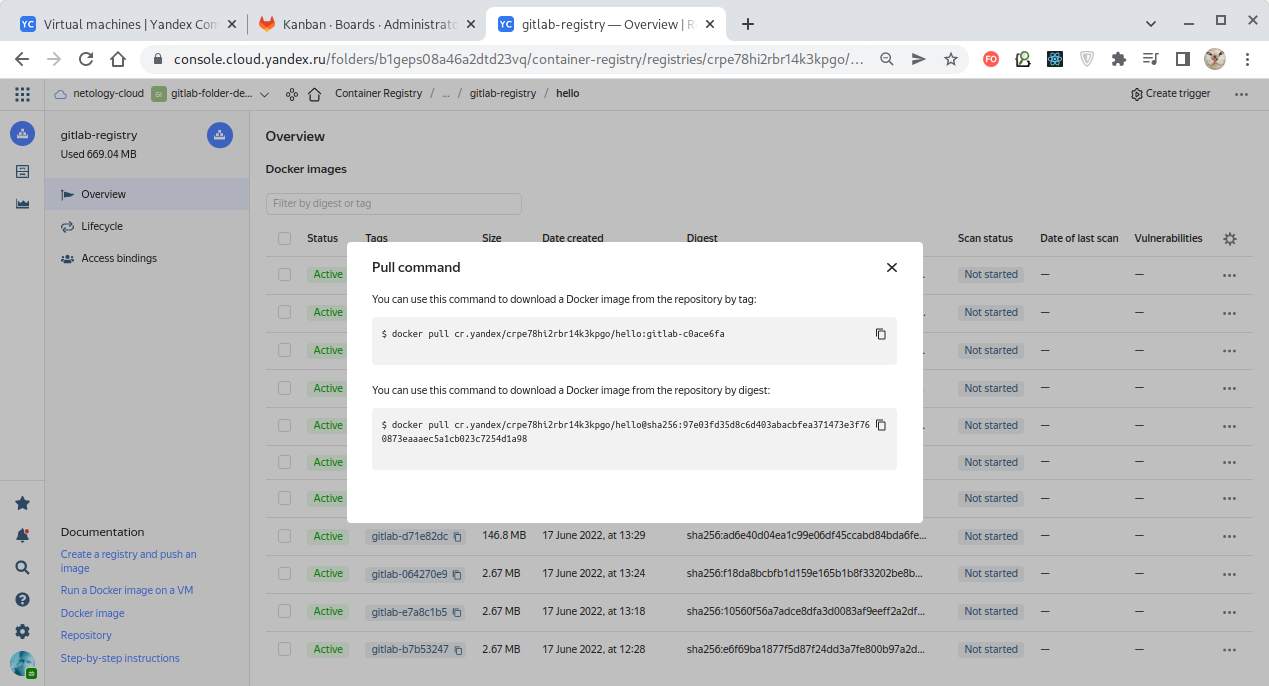 Virtual machines | Yandex Con
Kanban · Boards · Administrato
gitlab-registry — Overview | R
console.cloud.yandex.ru/folders/b1geps08a46a2dtd23vq/container-registry/registries/crpe78hi2rbr14k3kpgo/...
FO
netology-cloud
GI gitlab-folder-de...
Container Registry / ... / gitlab-registry / hello
Create trigger
gitlab-registry
Used 669.04 MB
Overview
Lifecycle
Access bindings
Documentation
Create a registry and push an
image
Run a Docker image on a VM
Docker image
Repository
Step-by-step instructions
Overview
Docker images
Filter by digest or tag
Status Tags Size Date created Digest Scan status Date of last scan Vulnerabilities
Active Not started — —
Active Not started — —
Active Not started — —
Active Not started — —
Active Not started — —
Active Not started — —
Active Not started — —
Active gitlab-d71e82dc 146.8 MB 17 June 2022, at 13:29 sha256:ad6e40d04ea1c99e06df45ccabd84bda6fe... Not started — —
Active gitlab-064270e9 2.67 MB 17 June 2022, at 13:24 sha256:f18da8bcbfb1d159e165b1b8f33202be8b... Not started — —
Active gitlab-e7a8c1b5 2.67 MB 17 June 2022, at 13:18 sha256:10560f56a7adce8dfa3d0083af9eeff2a2df... Not started — —
Active gitlab-b7b53247 2.67 MB 17 June 2022, at 12:28 sha256:e6f69ba1877f5d87f24dd3a7fe800b97a2d... Not started — —
Pull command
You can use this command to download a Docker image from the repository by tag:
$ docker pull cr.yandex/crpe78hi2rbr14k3kpgo/hello:gitlab-c0ace6fa
You can use this command to download a Docker image from the repository by digest:
$ docker pull cr.yandex/crpe78hi2rbr14k3kpgo/hello@sha256:97e03fd35d8c6d403abacbfea371473e3f76
0873eaaaec5a1cb023c7254d1a98